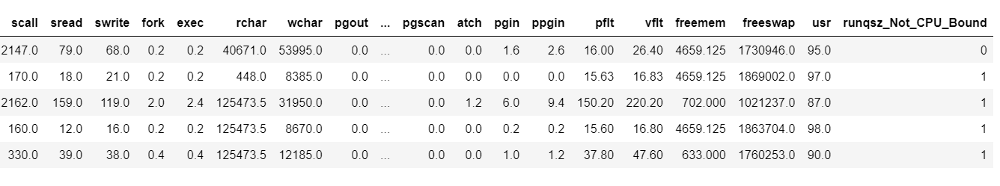 scall sread swrite fork exec rchar wchar pgout ... pgscan atch pgin ppgin pflt vflt freemem freeswap usr runqsz_Not_CPU_Bound
2147.0 79.0 68.0 0.2 0.2 40671.0 53995.0 0.0 ... 0.0 0.0 1.6 2.6 16.00 26.40 4659.125 1730946.0 95.0 0
170.0 18.0 21.0 0.2 0.2 448.0 8385.0 0.0 ... 0.0 0.0 0.0 0.0 15.63 16.83 4659.125 1869002.0 97.0 1
2162.0 159.0 119.0 2.0 2.4 125473.5 31950.0 0.0 ... 0.0 1.2 6.0 9.4 150.20 220.20 702.000 1021237.0 87.0 1
160.0 12.0 16.0 0.2 0.2 125473.5 8670.0 0.0 ... 0.0 0.0 0.2 0.2 15.60 16.80 4659.125 1863704.0 98.0 1
330.0 39.0 38.0 0.4 0.4 125473.5 12185.0 0.0 ... 0.0 0.0 1.0 1.2 37.80 47.60 633.000 1760253.0 90.0 1